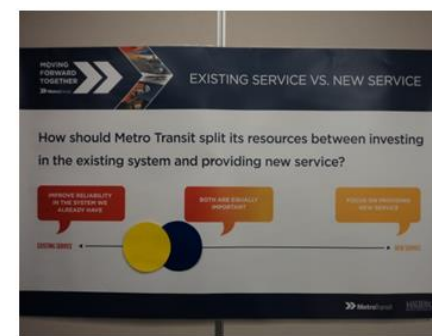 MOVING
FORWARD
TOGETHER
MetroTransit
EXISTING SERVICE VS. NEW SERVICE
How should Metro Transit split its resources between investing
in the existing system and providing new service?
IMPROVE RELIABILITY
IN THE SYSTEM WE
ALREADY HAVE
BOTH ARE EQUALLY
IMPORTANT
FOCUS ON PROVIDING
NEW SERVICE
EXISTING SERVICE
NEW SERVICE
MetroTransit